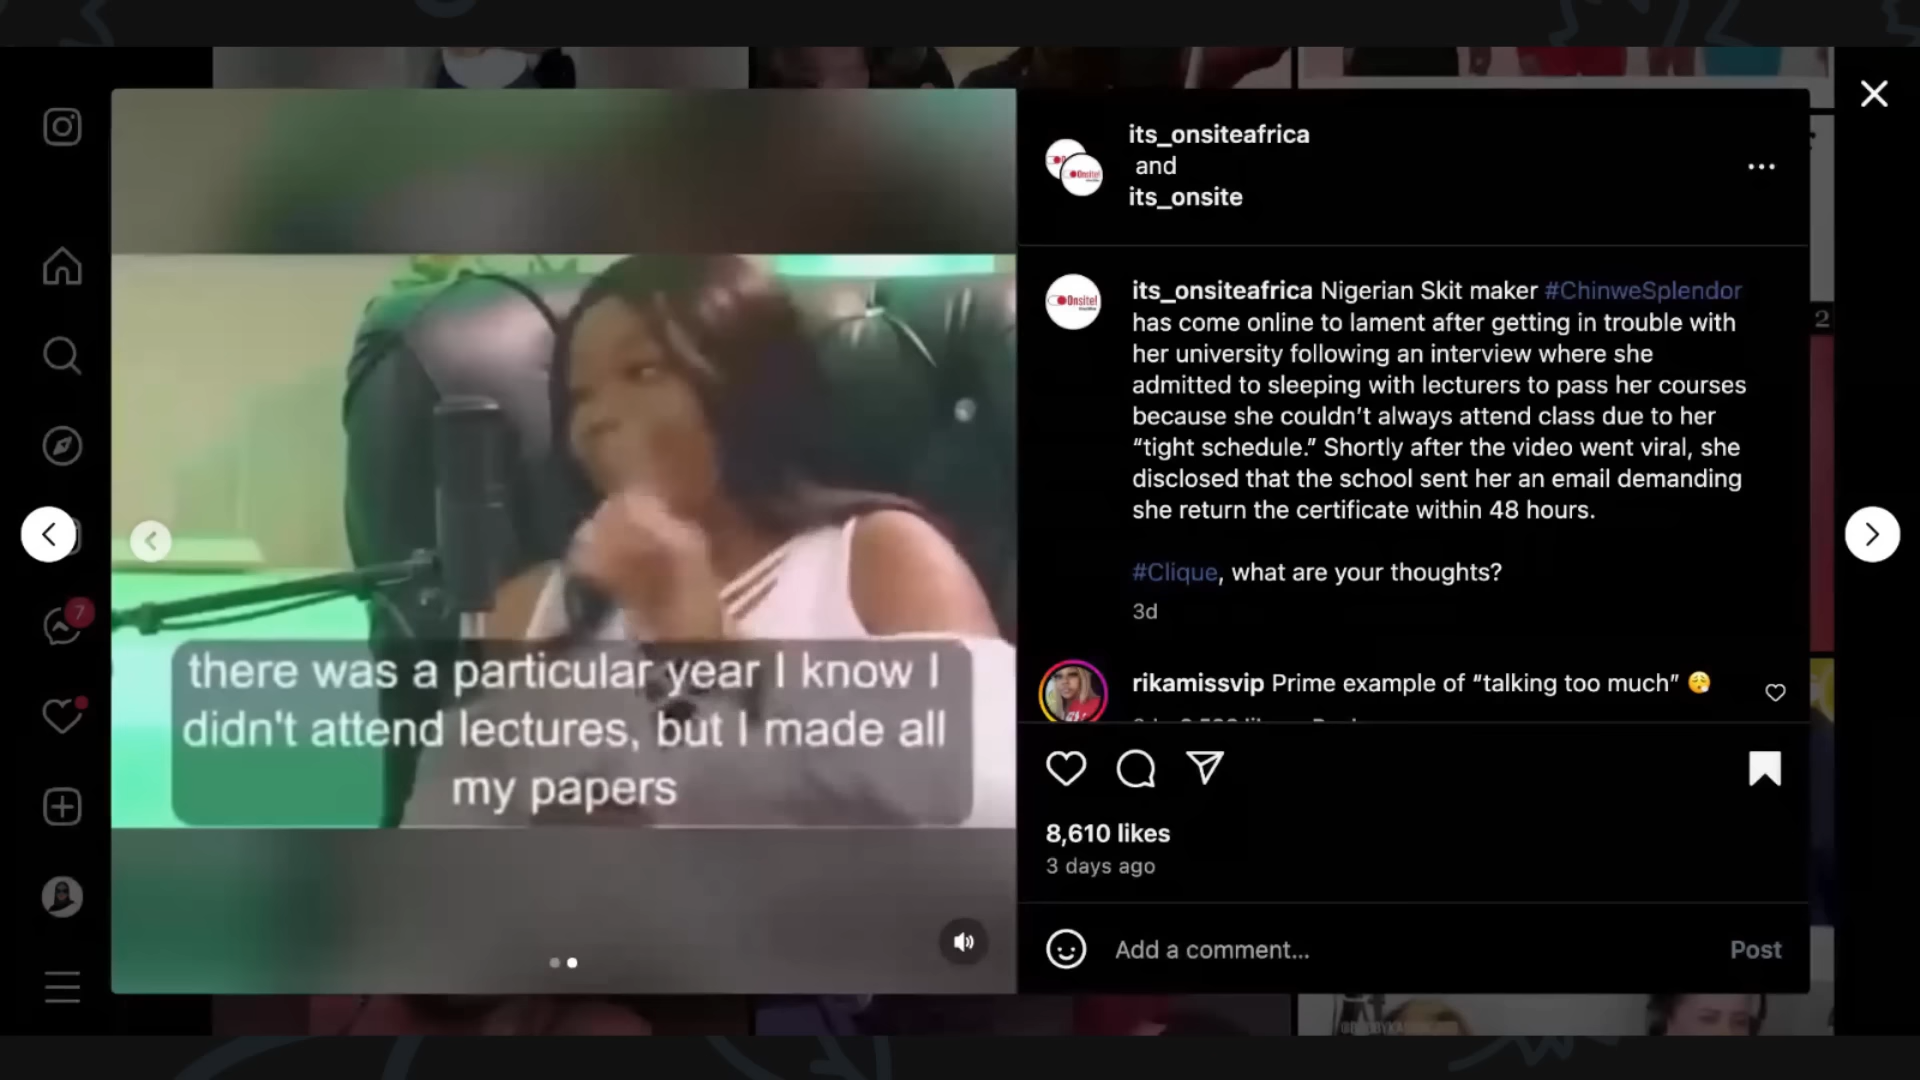 its_onsiteafrica
and
its_onsite
Onsite!
its_onsiteafrica Nigerian Skit maker #ChinweSplendor
has come online to lament after getting in trouble with
her university following an interview where she
admitted to sleeping with lecturers to pass her courses
because she couldn't always attend class due to her
“tight schedule.” Shortly after the video went viral, she
disclosed that the school sent her an email demanding
she return the certificate within 48 hours.
#Clique, what are your thoughts?
3d
rikamissvip Prime example of “talking too much” 😮‍💨
7
there was a particular year I know I
didn't attend lectures, but I made all
my papers
8,610 likes
3 days ago
Add a comment...
Post
2